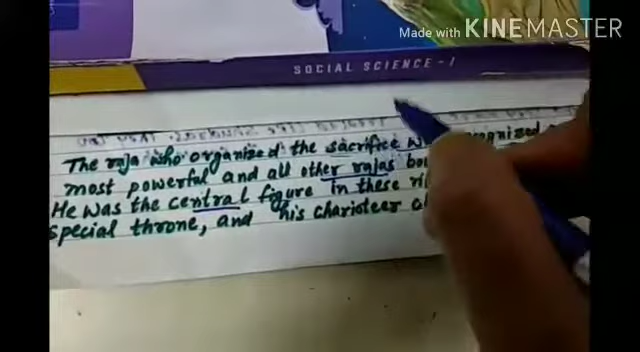 Made with KINEMASTER
SOCIAL SCIENCE - I
The raja who organized the sacrifice
most powerful and all other rajas
He was the central figure in these
special throne, and his charioteer